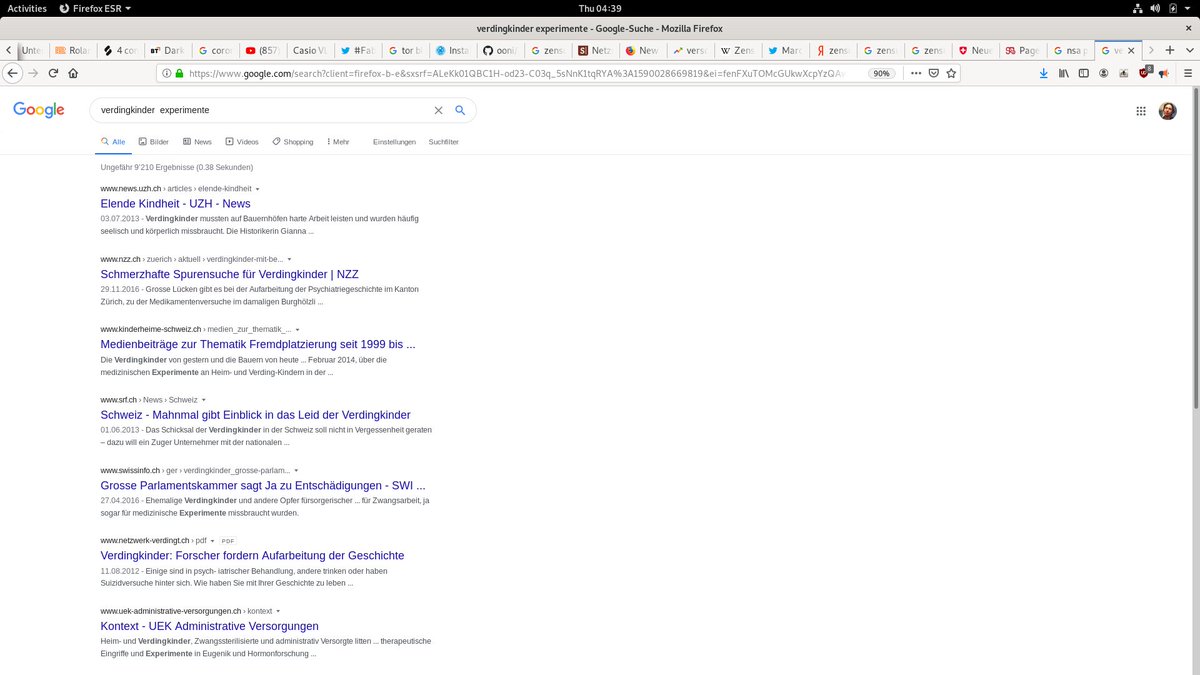 Activities Firefox ESR Thu 04:39
verdingkinder experimente - Google-Suche - Mozilla Firefox
Unte Rolan 4 con Dark coron (857) Casio VL #Fab tor bl Insta ooni/ zens Netz New versc Zens Marc zens zens zens Neue Page nsa p ve
https://www.google.com/search?client=firefox-b-e&sxsrf=ALeKk01QBC1H-od23-C03q_5sNnK1tqRYA%3A1590028669819&ei=fenFXuTOMcGUkwXcpYzQA 90% 8
Google verdingkinder experimente
Alle Bilder News Videos Shopping Mehr Einstellungen Suchfilter
Ungefähr 9'210 Ergebnisse (0.38 Sekunden)
www.news.uzh.ch › articles › elende-kindheit
Elende Kindheit - UZH - News
03.07.2013 - Verdingkinder mussten auf Bauernhöfen harte Arbeit leisten und wurden häufig
seelisch und körperlich missbraucht. Die Historikerin Gianna ...
www.nzz.ch › zuerich › aktuell › verdingkinder-mit-be...
Schmerzhafte Spurensuche für Verdingkinder | NZZ
29.11.2016 - Grosse Lücken gibt es bei der Aufarbeitung der Psychiatriegeschichte im Kanton
Zürich, zu der Medikamentenversuche im damaligen Burghölzli ...
www.kinderheime-schweiz.ch › medien_zur_thematik_...
Medienbeiträge zur Thematik Fremdplatzierung seit 1999 bis ...
Die Verdingkinder von gestern und die Bauern von heute ... Februar 2014, über die
medizinischen Experimente an Heim- und Verding-Kindern in der ...
www.srf.ch › News › Schweiz
Schweiz - Mahnmal gibt Einblick in das Leid der Verdingkinder
01.06.2013 - Das Schicksal der Verdingkinder in der Schweiz soll nicht in Vergessenheit geraten
– dazu will ein Zuger Unternehmer mit der nationalen ...
www.swissinfo.ch › ger › verdingkinder_grosse-parlam...
Grosse Parlamentskammer sagt Ja zu Entschädigungen - SWI ...
27.04.2016 - Ehemalige Verdingkinder und andere Opfer fürsorgerischer ... für Zwangsarbeit, ja
sogar für medizinische Experimente missbraucht wurden.
www.netzwerk-verdingt.ch › pdf PDF
Verdingkinder: Forscher fordern Aufarbeitung der Geschichte
11.08.2012 - Einige sind in psych- iatrischer Behandlung, andere trinken oder haben
Suizidversuche hinter sich. Wie haben Sie mit Ihrer Geschichte zu leben ...
www.uek-administrative-versorgungen.ch › kontext
Kontext - UEK Administrative Versorgungen
Heim- und Verdingkinder, Zwangssterilisierte und administrativ Versorgte litten ... therapeutische
Eingriffe und Experimente in Eugenik und Hormonforschung ...